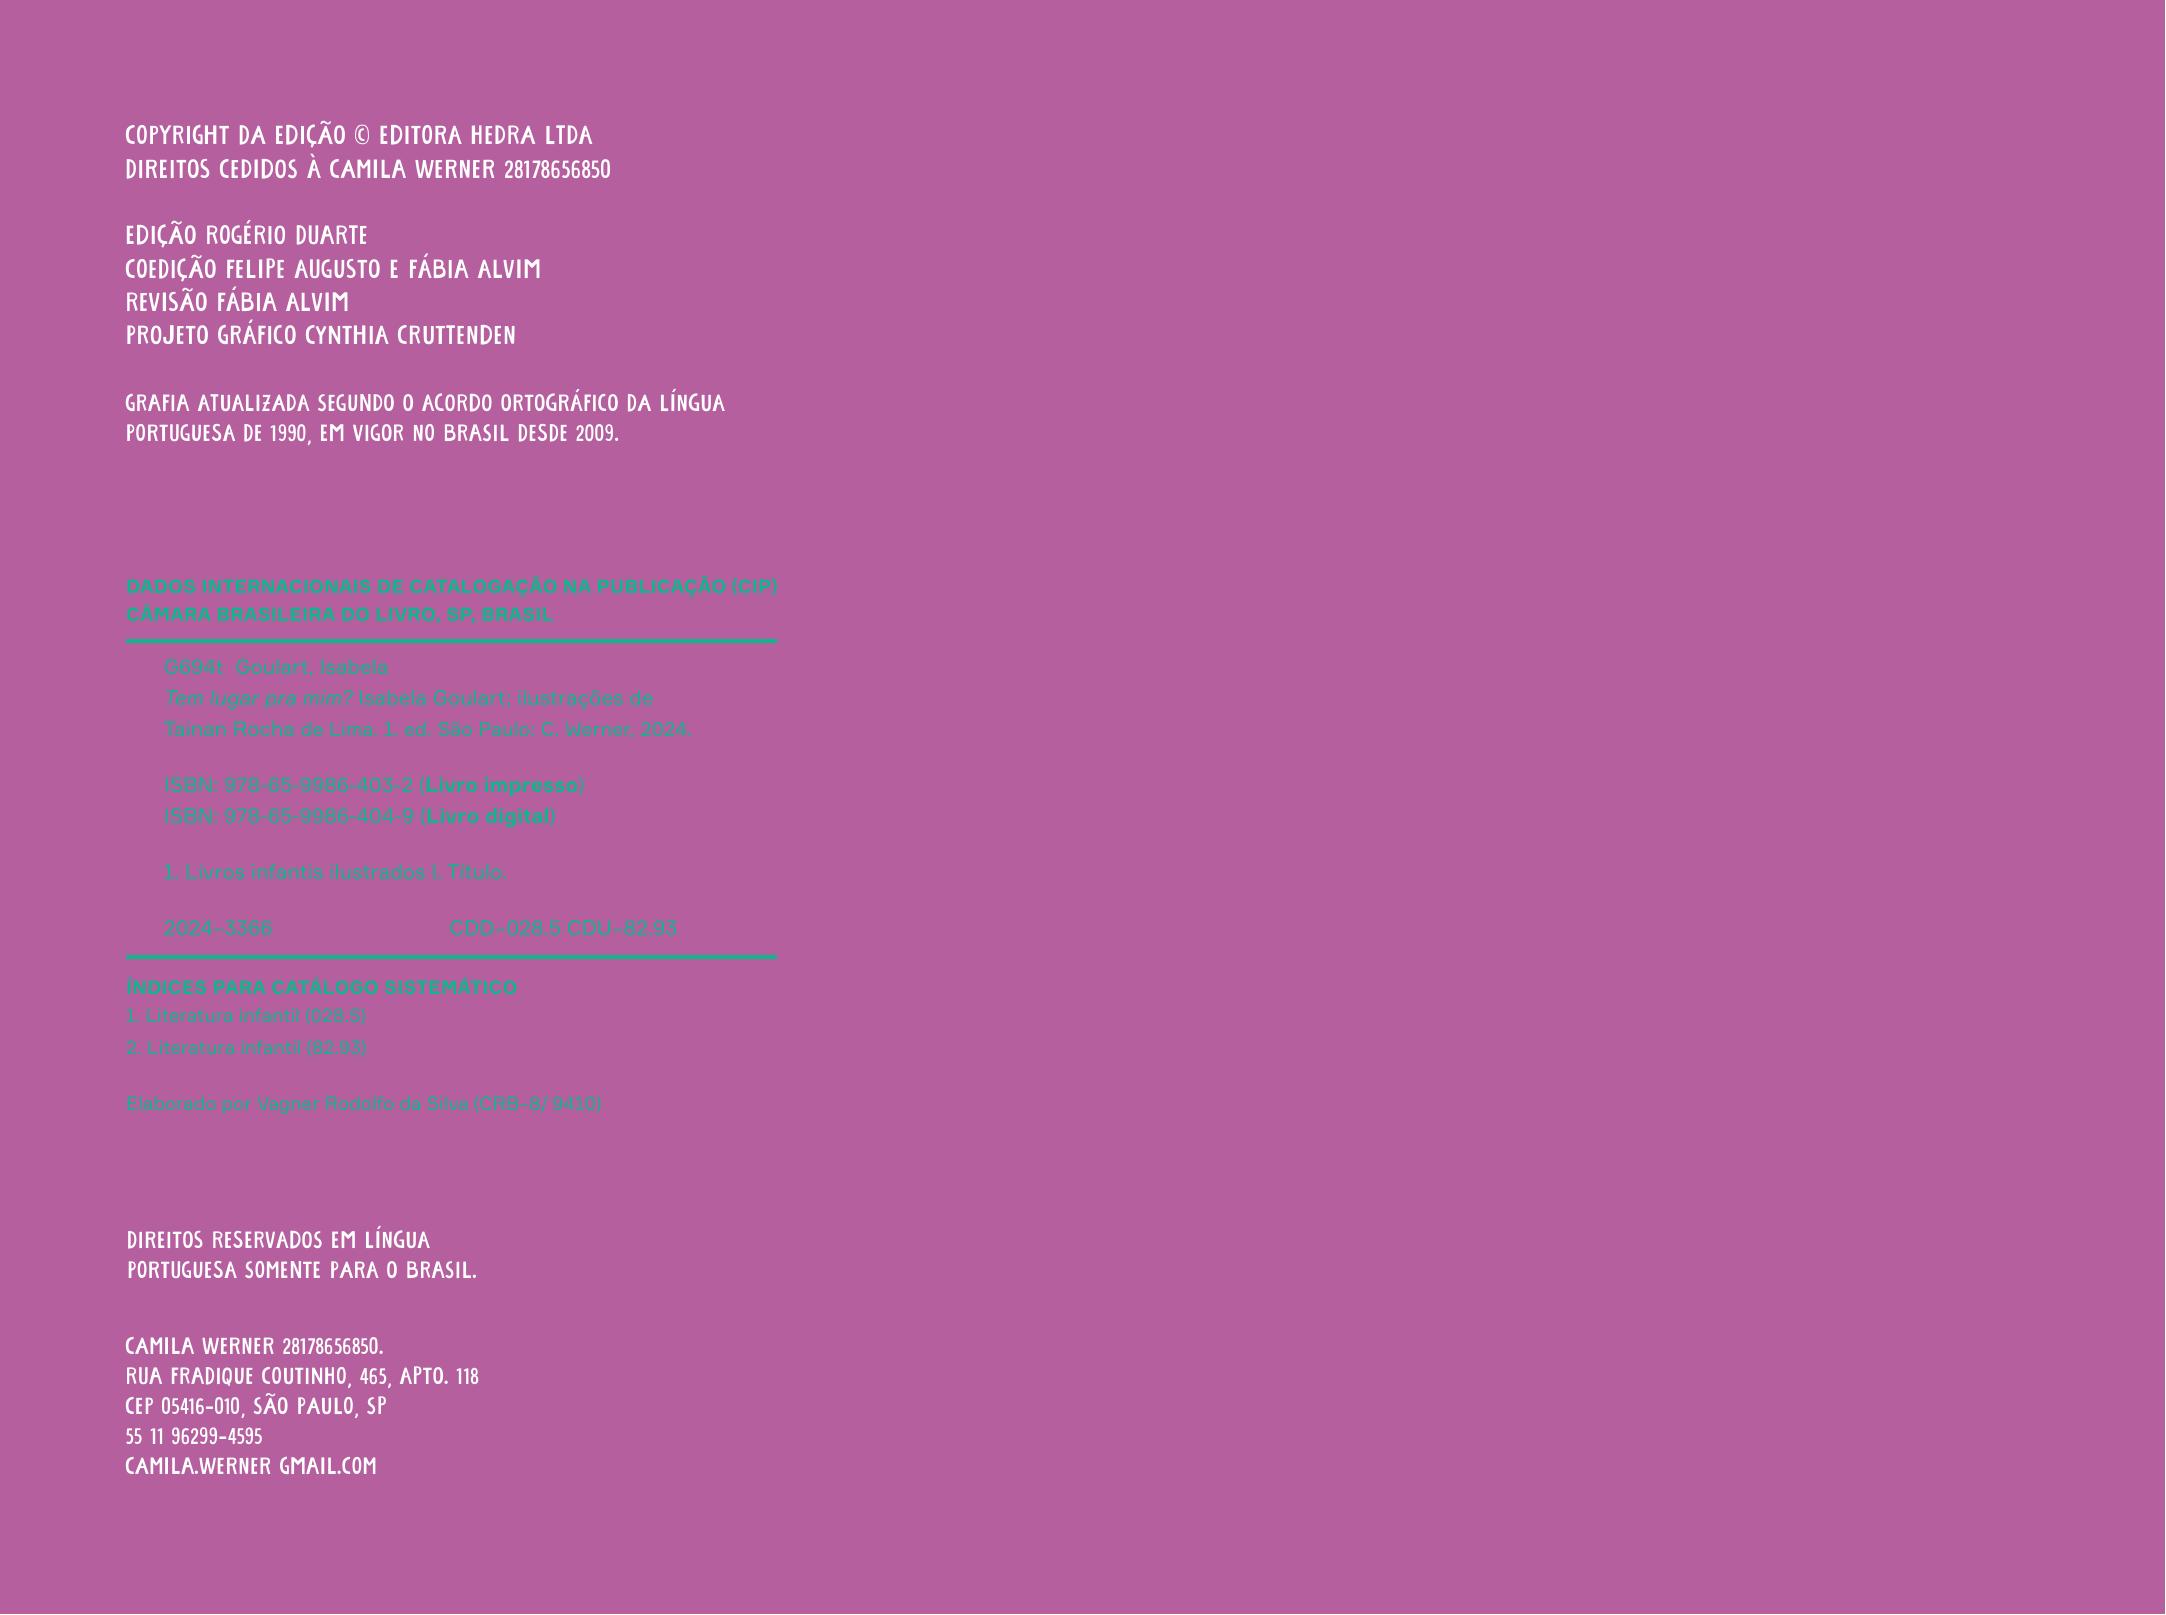 COPYRIGHT DA EDIÇÃO © EDITORA HEDRA LTDA
DIREITOS CEDIDOS À CAMILA WERNER 28178656850
EDIÇÃO ROGÉRIO DUARTE
COEDIÇÃO FELIPE AUGUSTO E FÁBIA ALVIM
REVISÃO FÁBIA ALVIM
PROJETO GRÁFICO CYNTHIA CRUTTENDEN
GRAFIA ATUALIZADA SEGUNDO O ACORDO ORTOGRÁFICO DA LÍNGUA
PORTUGUESA DE 1990, EM VIGOR NO BRASIL DESDE 2009.
DADOS INTERNACIONAIS DE CATALOGAÇÃO NA PUBLICAÇÃO (CIP)
CÂMARA BRASILEIRA DO LIVRO, SP, BRASIL
G694t Goulart, Isabela
Tem lugar pra mim? Isabela Goulart; ilustrações de
Tainan Rocha de Lima. 1. ed. São Paulo: C. Werner, 2024.
ISBN: 978-65-9986-403-2 (Livro impresso)
ISBN: 978-65-9986-404-9 (Livro digital)
1. Livros infantis ilustrados I. Título.
2024-3366 CDD-028.5 CDU-82.93
ÍNDICES PARA CATÁLOGO SISTEMÁTICO
1. Literatura infantil (028.5)
2. Literatura infantil (82.93)
Elaborado por Vagner Rodolfo da Silva (CRB-8/ 9410)
DIREITOS RESERVADOS EM LÍNGUA
PORTUGUESA SOMENTE PARA O BRASIL.
CAMILA WERNER 28178656850.
RUA FRADIQUE COUTINHO, 465, APTO. 118
CEP 05416-010, SÃO PAULO, SP
55 11 96299-4595
CAMILA.WERNER GMAIL.COM